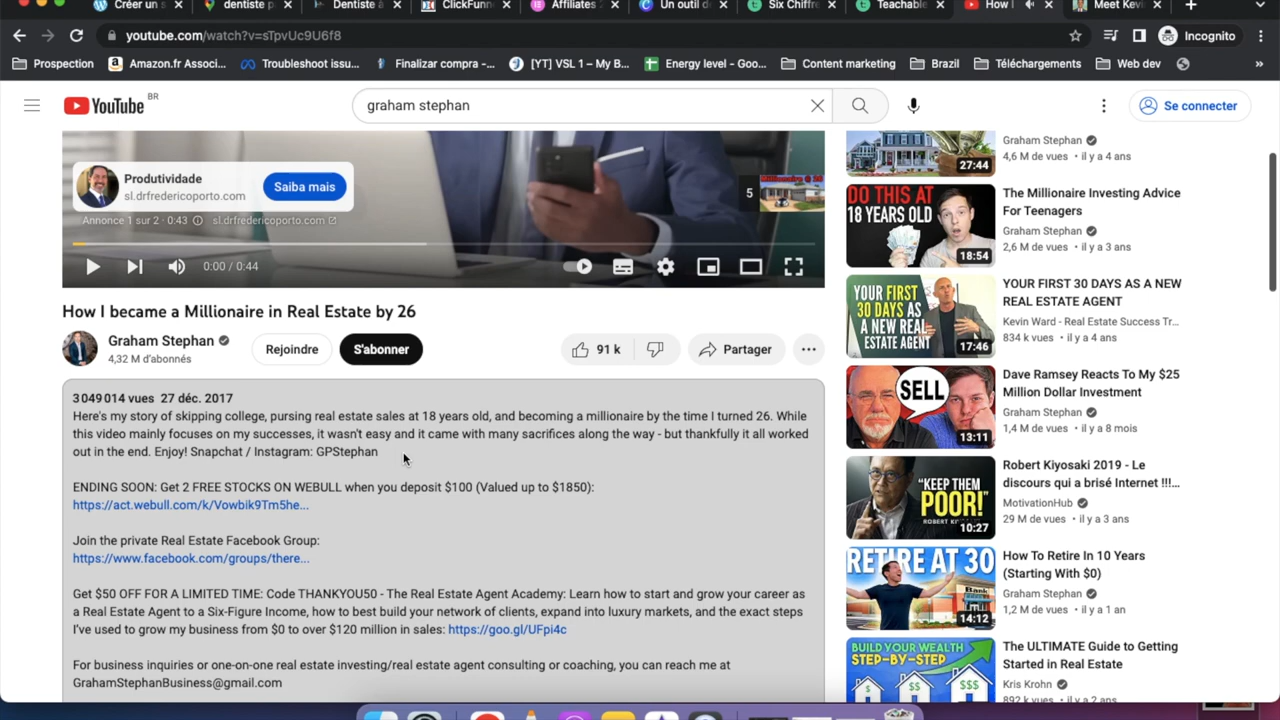 Créer un s
dentiste p
Dentiste à
ClickFunne
Affiliates
Un outil d
Six Chiffre
Teachable
How I
Meet Kevin
youtube.com/watch?v=sTpvUc9U6f8
Incognito
Prospection
Amazon.fr Associ...
Troubleshoot issu...
Finalizar compra –...
[YT] VSL 1 – My B...
Energy level – Goo...
Content marketing
Brazil
Téléchargements
Web dev
»
YouTube BR
graham stephan
Se connecter
Produtividade
sl.drfredericoporto.com
Saiba mais
Annonce 1 sur 2 · 0:43 sl.drfredericoporto.com
5
0:00 / 0:44
How I became a Millionaire in Real Estate by 26
Graham Stephan
4,32 M d'abonnés
Rejoindre
S'abonner
91 k
Partager
3 049 014 vues 27 déc. 2017
Here's my story of skipping college, pursing real estate sales at 18 years old, and becoming a millionaire by the time I turned 26. While
this video mainly focuses on my successes, it wasn't easy and it came with many sacrifices along the way - but thankfully it all worked
out in the end. Enjoy! Snapchat / Instagram: GPStephan
ENDING SOON: Get 2 FREE STOCKS ON WEBULL when you deposit $100 (Valued up to $1850):
https://act.webull.com/k/Vowbik9Tm5he...
Join the private Real Estate Facebook Group:
https://www.facebook.com/groups/there...
Get $50 OFF FOR A LIMITED TIME: Code THANKYOU50 - The Real Estate Agent Academy: Learn how to start and grow your career as
a Real Estate Agent to a Six-Figure Income, how to best build your network of clients, expand into luxury markets, and the exact steps
I've used to grow my business from $0 to over $120 million in sales: https://goo.gl/UFpi4c
For business inquiries or one-on-one real estate investing/real estate agent consulting or coaching, you can reach me at
GrahamStephanBusiness@gmail.com
27:44
Graham Stephan
4,6 M de vues • il y a 4 ans
DO THIS AT
18 YEARS OLD
18:54
The Millionaire Investing Advice
For Teenagers
Graham Stephan
2,6 M de vues • il y a 3 ans
YOUR FIRST
30 DAYS AS
A NEW REAL
ESTATE AGENT
17:46
YOUR FIRST 30 DAYS AS A NEW
REAL ESTATE AGENT
Kevin Ward - Real Estate Success Tr...
834 k vues • il y a 4 ans
SELL
13:11
Dave Ramsey Reacts To My $25
Million Dollar Investment
Graham Stephan
1,4 M de vues • il y a 8 mois
"KEEP THEM
POOR!"
10:27
Robert Kiyosaki 2019 - Le
discours qui a brisé Internet !!!...
MotivationHub
29 M de vues • il y a 3 ans
RETIRE AT 30
Bank
14:12
How To Retire In 10 Years
(Starting With $0)
Graham Stephan
1,2 M de vues • il y a 1 an
BUILD YOUR WEALTH
STEP-BY-STEP
$
$$
$$$
The ULTIMATE Guide to Getting
Started in Real Estate
Kris Krohn
892 k vues • il y a 2 ans